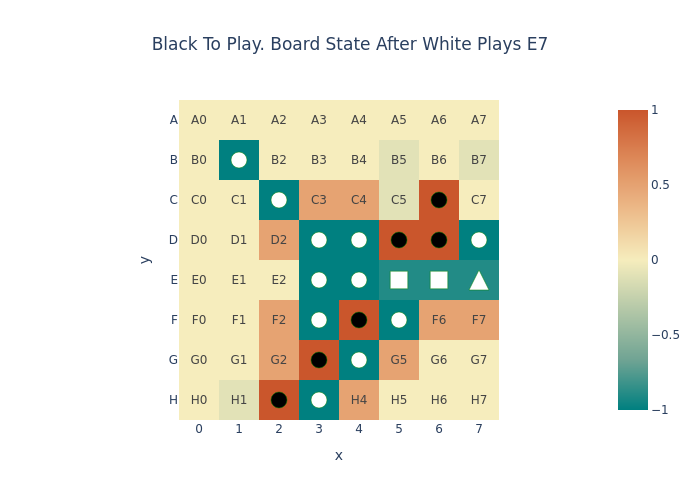 Black To Play. Board State After White Plays E7
A A0 A1 A2 A3 A4 A5 A6 A7
B B0 B2 B3 B4 B5 B6 B7
C C0 C1 C3 C4 C5 C7
D D0 D1 D2
E E0 E1 E2
F F0 F1 F2 F6 F7
G G0 G1 G2 G5 G6 G7
H H0 H1 H4 H5 H6 H7
0 1 2 3 4 5 6 7
x
y
1
0.5
0
−0.5
−1